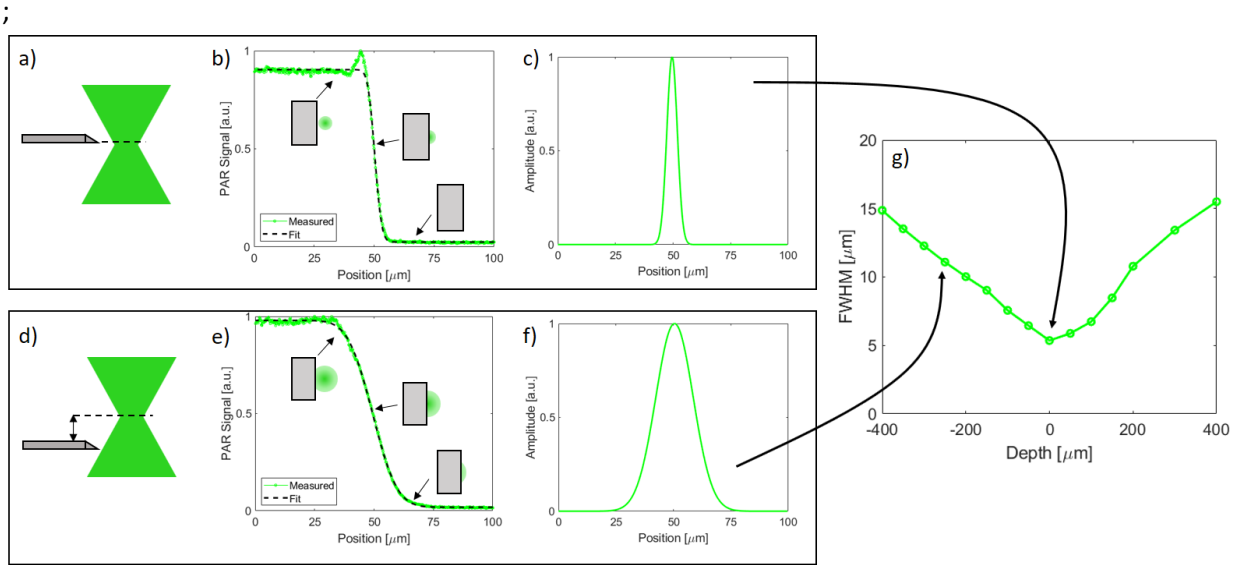 ;
a)
b)
PAR Signal [a.u.]
1
0.5
0
Measured
Fit
0 25 50 75 100
Position [μm]
c)
Amplitude [a.u.]
1
0.5
0
0 25 50 75 100
Position [μm]
d)
e)
PAR Signal [a.u.]
1
0.5
0
Measured
Fit
0 25 50 75 100
Position [μm]
f)
Amplitude [a.u.]
1
0.5
0
0 25 50 75 100
Position [μm]
g)
FWHM [μm]
20
15
10
5
0
-400 -200 0 200 400
Depth [μm]